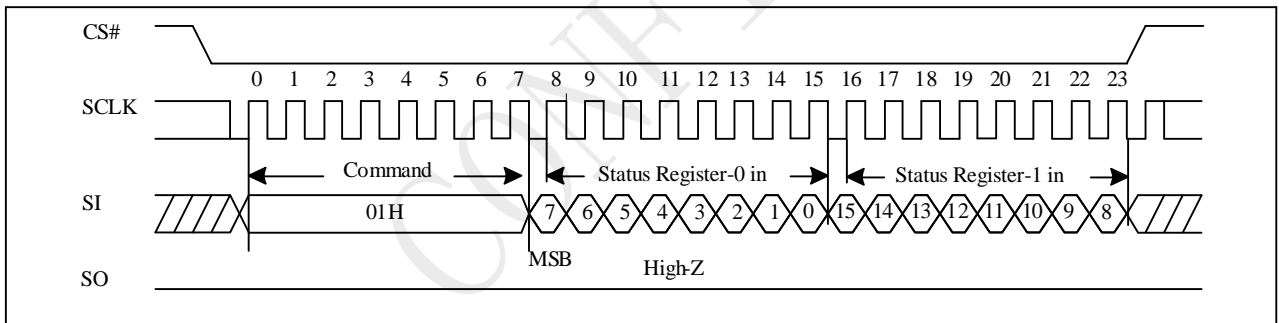 CS#
0 1 2 3 4 5 6 7 8 9 10 11 12 13 14 15 16 17 18 19 20 21 22 23
SCLK
Command Status Register-0 in Status Register-1 in
SI
01H 7 6 5 4 3 2 1 0 15 14 13 12 11 10 9 8
MSB High-Z
SO